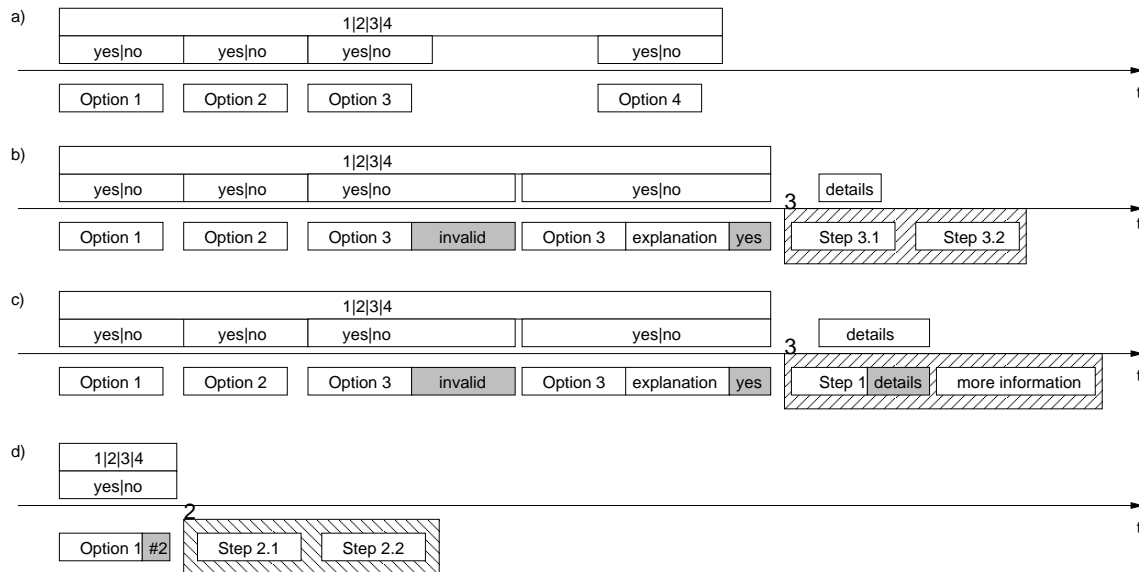 a)
1|2|3|4
yes|no yes|no yes|no yes|no
t
Option 1 Option 2 Option 3 Option 4
b)
1|2|3|4
yes|no yes|no yes|no yes|no details
3
t
Option 1 Option 2 Option 3 invalid Option 3 explanation yes Step 3.1 Step 3.2
c)
1|2|3|4
yes|no yes|no yes|no yes|no details
3
t
Option 1 Option 2 Option 3 invalid Option 3 explanation yes Step 1 details more information
d)
1|2|3|4
yes|no
2
t
Option 1 #2 Step 2.1 Step 2.2